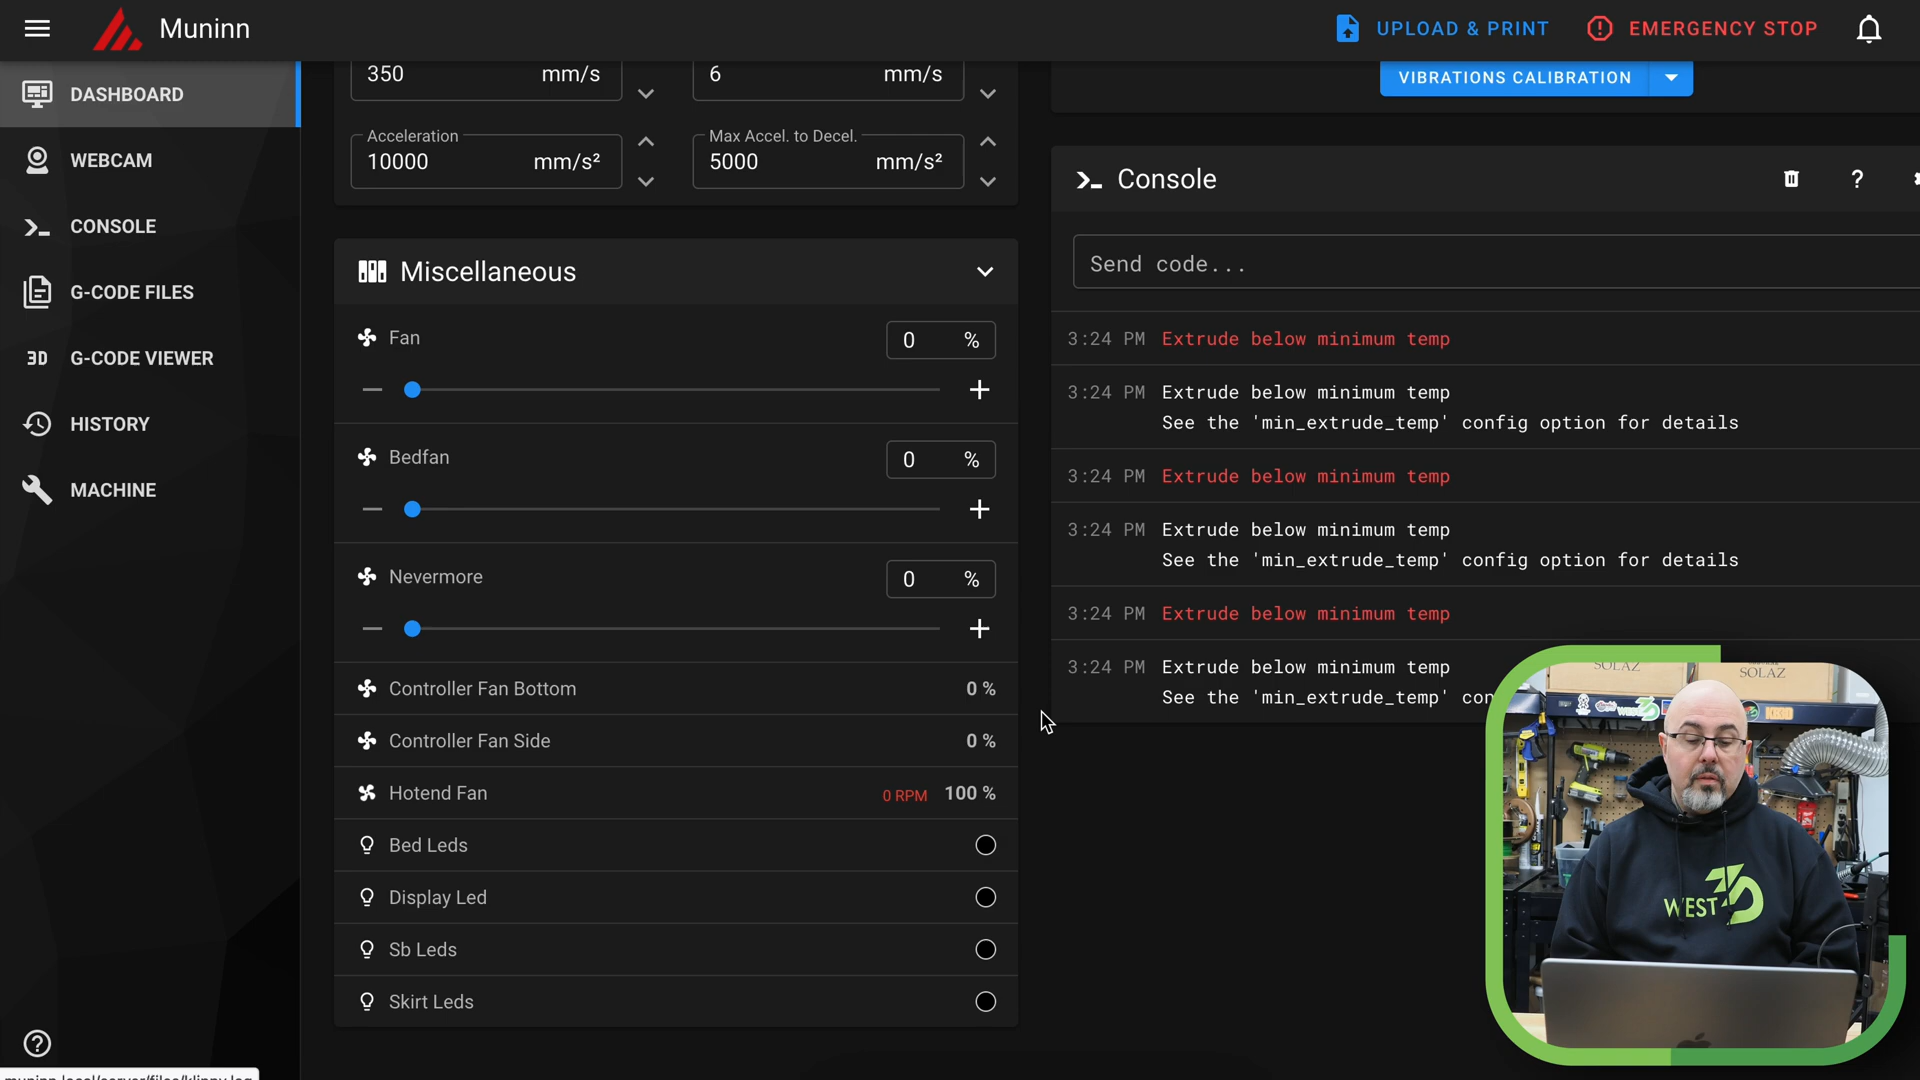 Muninn
UPLOAD & PRINT
EMERGENCY STOP
DASHBOARD
WEBCAM
CONSOLE
G-CODE FILES
3D G-CODE VIEWER
HISTORY
MACHINE
350 mm/s
6 mm/s
Acceleration
10000 mm/s²
Max Accel. to Decel.
5000 mm/s²
Miscellaneous
Fan
0 %
Bedfan
0 %
Nevermore
0 %
Controller Fan Bottom 0 %
Controller Fan Side 0 %
Hotend Fan 0 RPM 100 %
Bed Leds
Display Led
Sb Leds
Skirt Leds
VIBRATIONS CALIBRATION
Console
Send code...
3:24 PM Extrude below minimum temp
3:24 PM Extrude below minimum temp
See the 'min_extrude_temp' config option for details
3:24 PM Extrude below minimum temp
3:24 PM Extrude below minimum temp
See the 'min_extrude_temp' config option for details
3:24 PM Extrude below minimum temp
3:24 PM Extrude below minimum temp
See the 'min_extrude_temp' con
SOLAZ
SOLAZ
WEST 3D